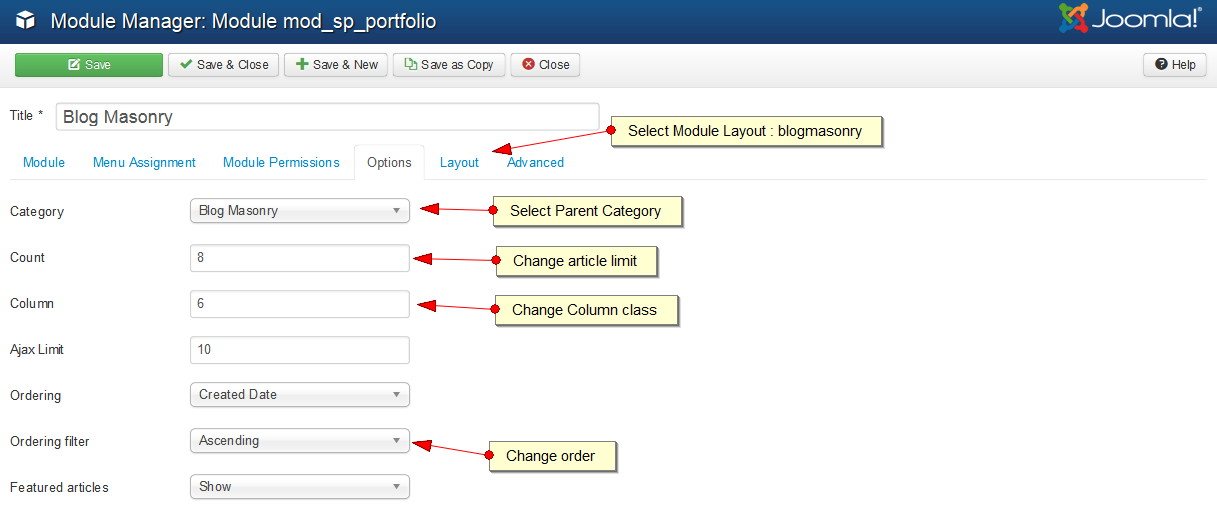 Module Manager: Module mod_sp_portfolio
Joomla!®
Save
Save & Close
Save & New
Save as Copy
Close
Help
Title *
Blog Masonry
Select Module Layout : blogmasonry
Module
Menu Assignment
Module Permissions
Options
Layout
Advanced
Category
Blog Masonry
Select Parent Category
Count
8
Change article limit
Column
6
Change Column class
Ajax Limit
10
Ordering
Created Date
Ordering filter
Ascending
Change order
Featured articles
Show